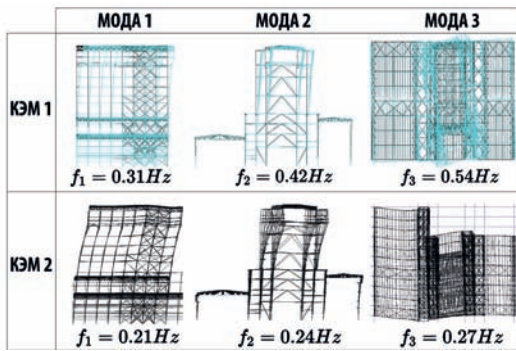 МОДА 1 МОДА 2 МОДА 3
КЭМ 1
f₁ = 0.31Hz f₂ = 0.42Hz f₃ = 0.54Hz
КЭМ 2
f₁ = 0.21Hz f₂ = 0.24Hz f₃ = 0.27Hz